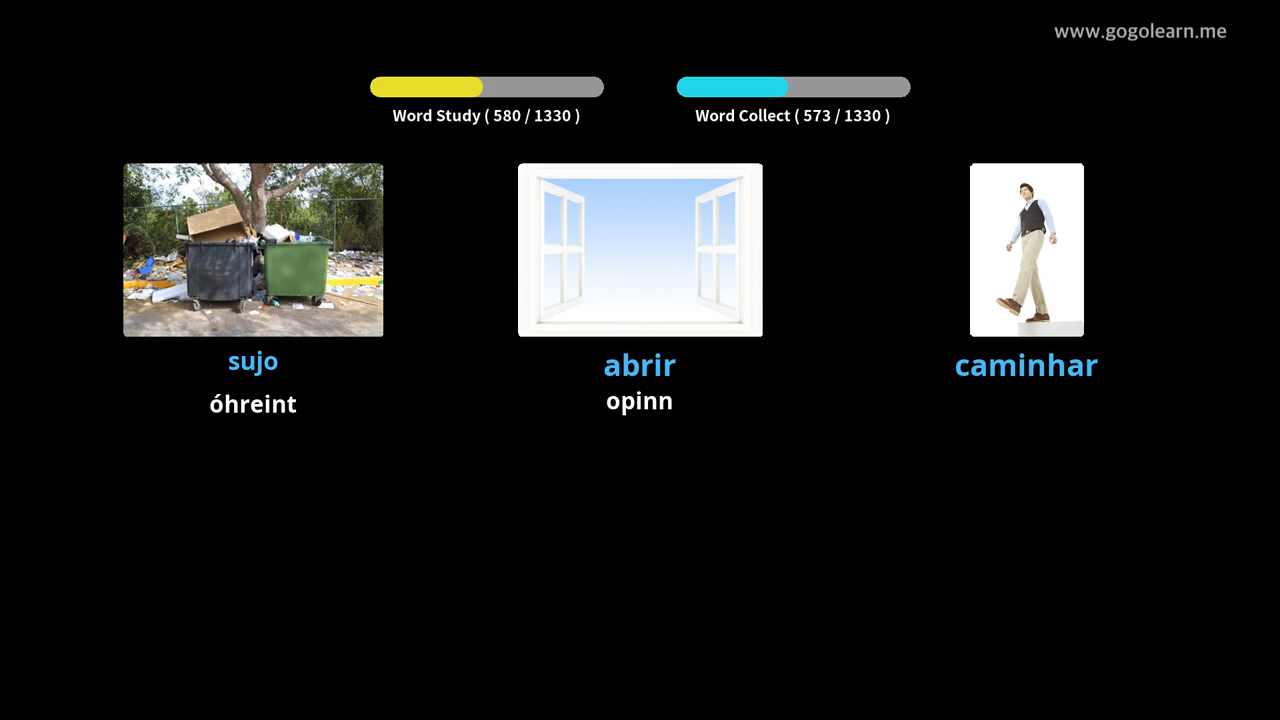 www.gogolearn.me
Word Study ( 580 / 1330 )
Word Collect ( 573 / 1330 )
sujo
óhreint
abrir
opinn
caminhar